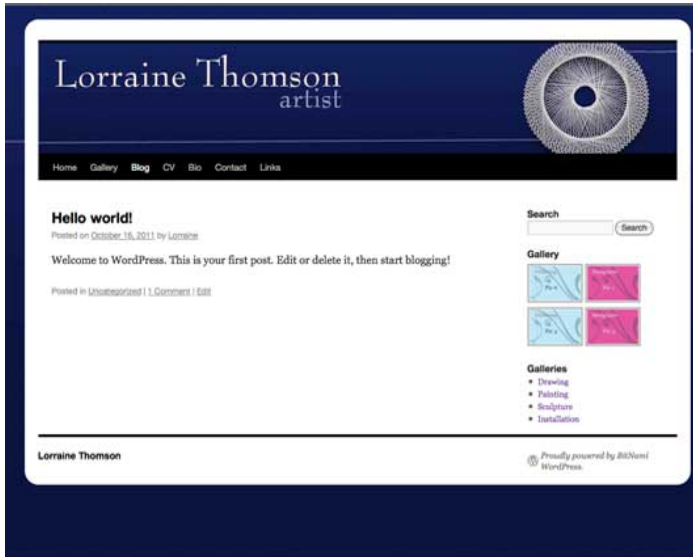 Lorraine Thomson
artist
Home Gallery Blog CV Bio Contact Links
Hello world!
Posted on October 16, 2011 by Lorraine
Welcome to WordPress. This is your first post. Edit or delete it, then start blogging!
Posted in Uncategorized | 1 Comment | Edit
Search
Search
Gallery
Galleries
Drawing
Painting
Sculpture
Installation
Lorraine Thomson
Proudly powered by BitNami
WordPress.